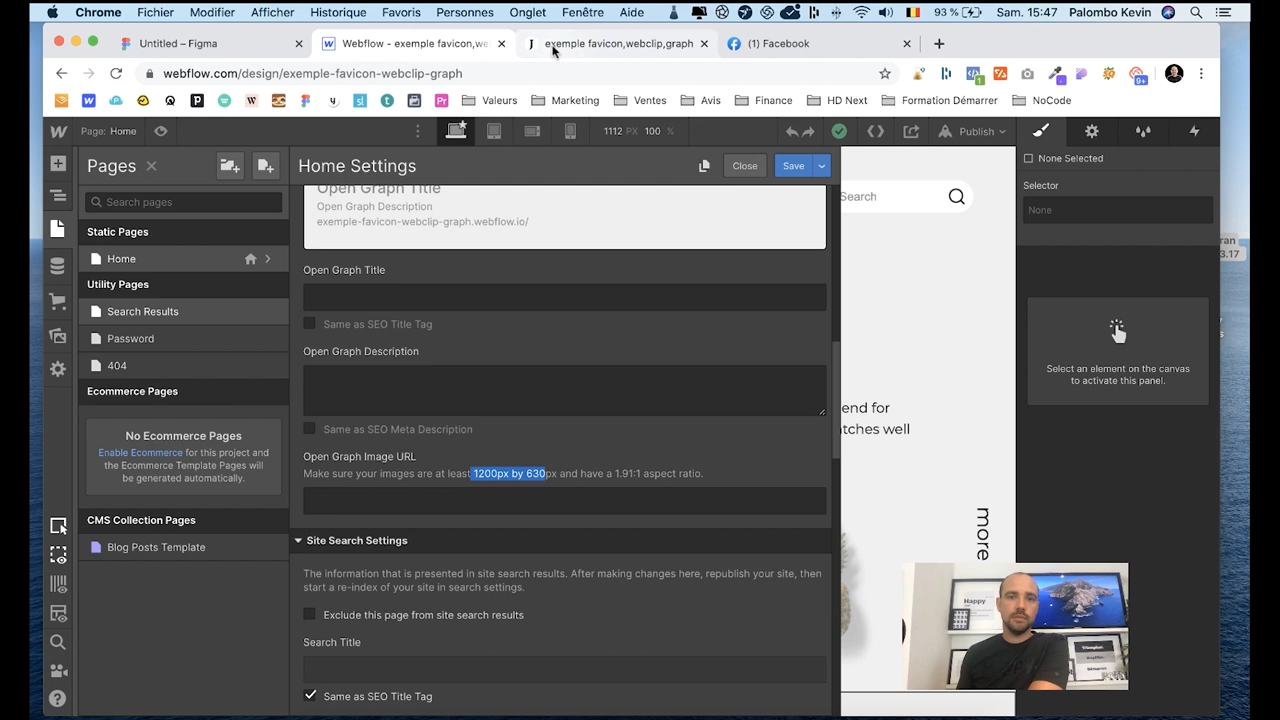 Chrome Fichier Modifier Afficher Historique Favoris Personnes Onglet Fenêtre Aide 93 % Sam. 15:47 Palombo Kevin
Untitled – Figma
Webflow - exemple favicon,we
exemple favicon,webclip,graph
(1) Facebook
webflow.com/design/exemple-favicon-webclip-graph
Valeurs Marketing Ventes Avis Finance HD Next Formation Démarrer NoCode
Page: Home 1112 PX 100 % Publish
Pages
Home Settings
Close
Save
None Selected
Search pages
Selector
None
Static Pages
Home
Utility Pages
Search Results
Password
404
Ecommerce Pages
No Ecommerce Pages
Enable Ecommerce for this project and
the Ecommerce Template Pages will
be generated automatically.
CMS Collection Pages
Blog Posts Template
Open Graph Title
Open Graph Description
exemple-favicon-webclip-graph.webflow.io/
Open Graph Title
Same as SEO Title Tag
Open Graph Description
Same as SEO Meta Description
Open Graph Image URL
Make sure your images are at least 1200px by 630px and have a 1.91:1 aspect ratio.
Site Search Settings
The information that is presented in site search results. After making changes here, republish your site, then
start a re-index of your site in search settings.
Exclude this page from site search results
Search Title
Same as SEO Title Tag
Search
end for
atches well
more
Select an element on the canvas
to activate this panel.
ran
3.17
Happy